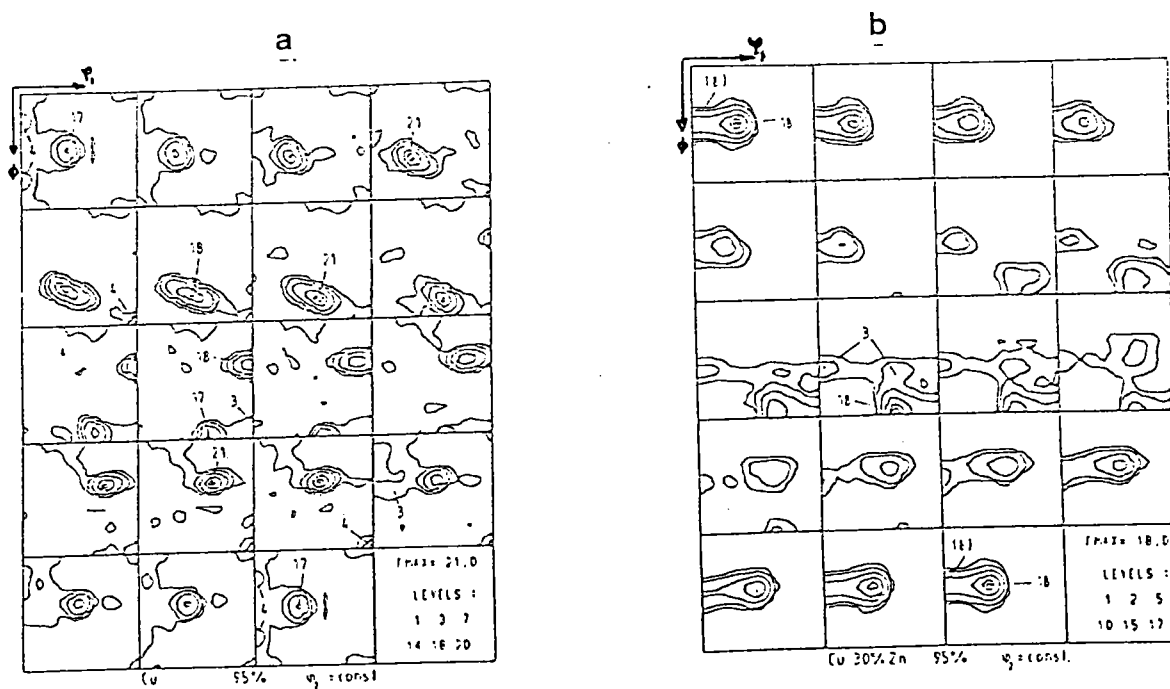 a
φ₁
Φ
17
21
4
18
21
4
18
17
3
21
3
4
17
4
FMAX= 21.0
LEVELS :
1 3 7
14 18 20
Cu 95% φ₂ = const
b
φ₁
Φ
18
3
18
18
FMAX= 18.0
LEVELS :
1 2 5
10 15 17
Cu 30% Zn 95% φ₂ = const.